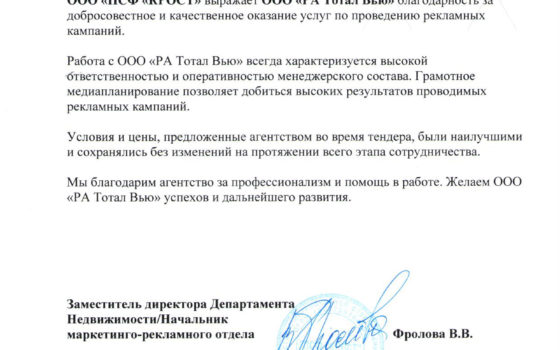 ООО «ПСФ «КРОСТ» выражает ООО «РА Тотал Вью» благодарность за
добросовестное и качественное оказание услуг по проведению рекламных
кампаний.
Работа с ООО «РА Тотал Вью» всегда характеризуется высокой
ответственностью и оперативностью менеджерского состава. Грамотное
медиапланирование позволяет добиться высоких результатов проводимых
рекламных кампаний.
Условия и цены, предложенные агентством во время тендера, были наилучшими
и сохранялись без изменений на протяжении всего этапа сотрудничества.
Мы благодарим агентство за профессионализм и помощь в работе. Желаем ООО
«РА Тотал Вью» успехов и дальнейшего развития.
Заместитель директора Департамента
Недвижимости/Начальник
маркетинго-рекламного отдела Фролова В.В.